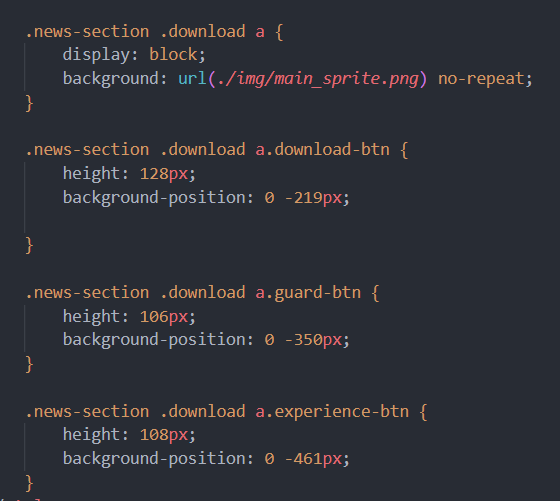 .news-section .download a {
display: block;
background: url(./img/main_sprite.png) no-repeat;
}
.news-section .download a.download-btn {
height: 128px;
background-position: 0 -219px;
}
.news-section .download a.guard-btn {
height: 106px;
background-position: 0 -350px;
}
.news-section .download a.experience-btn {
height: 108px;
background-position: 0 -461px;
}